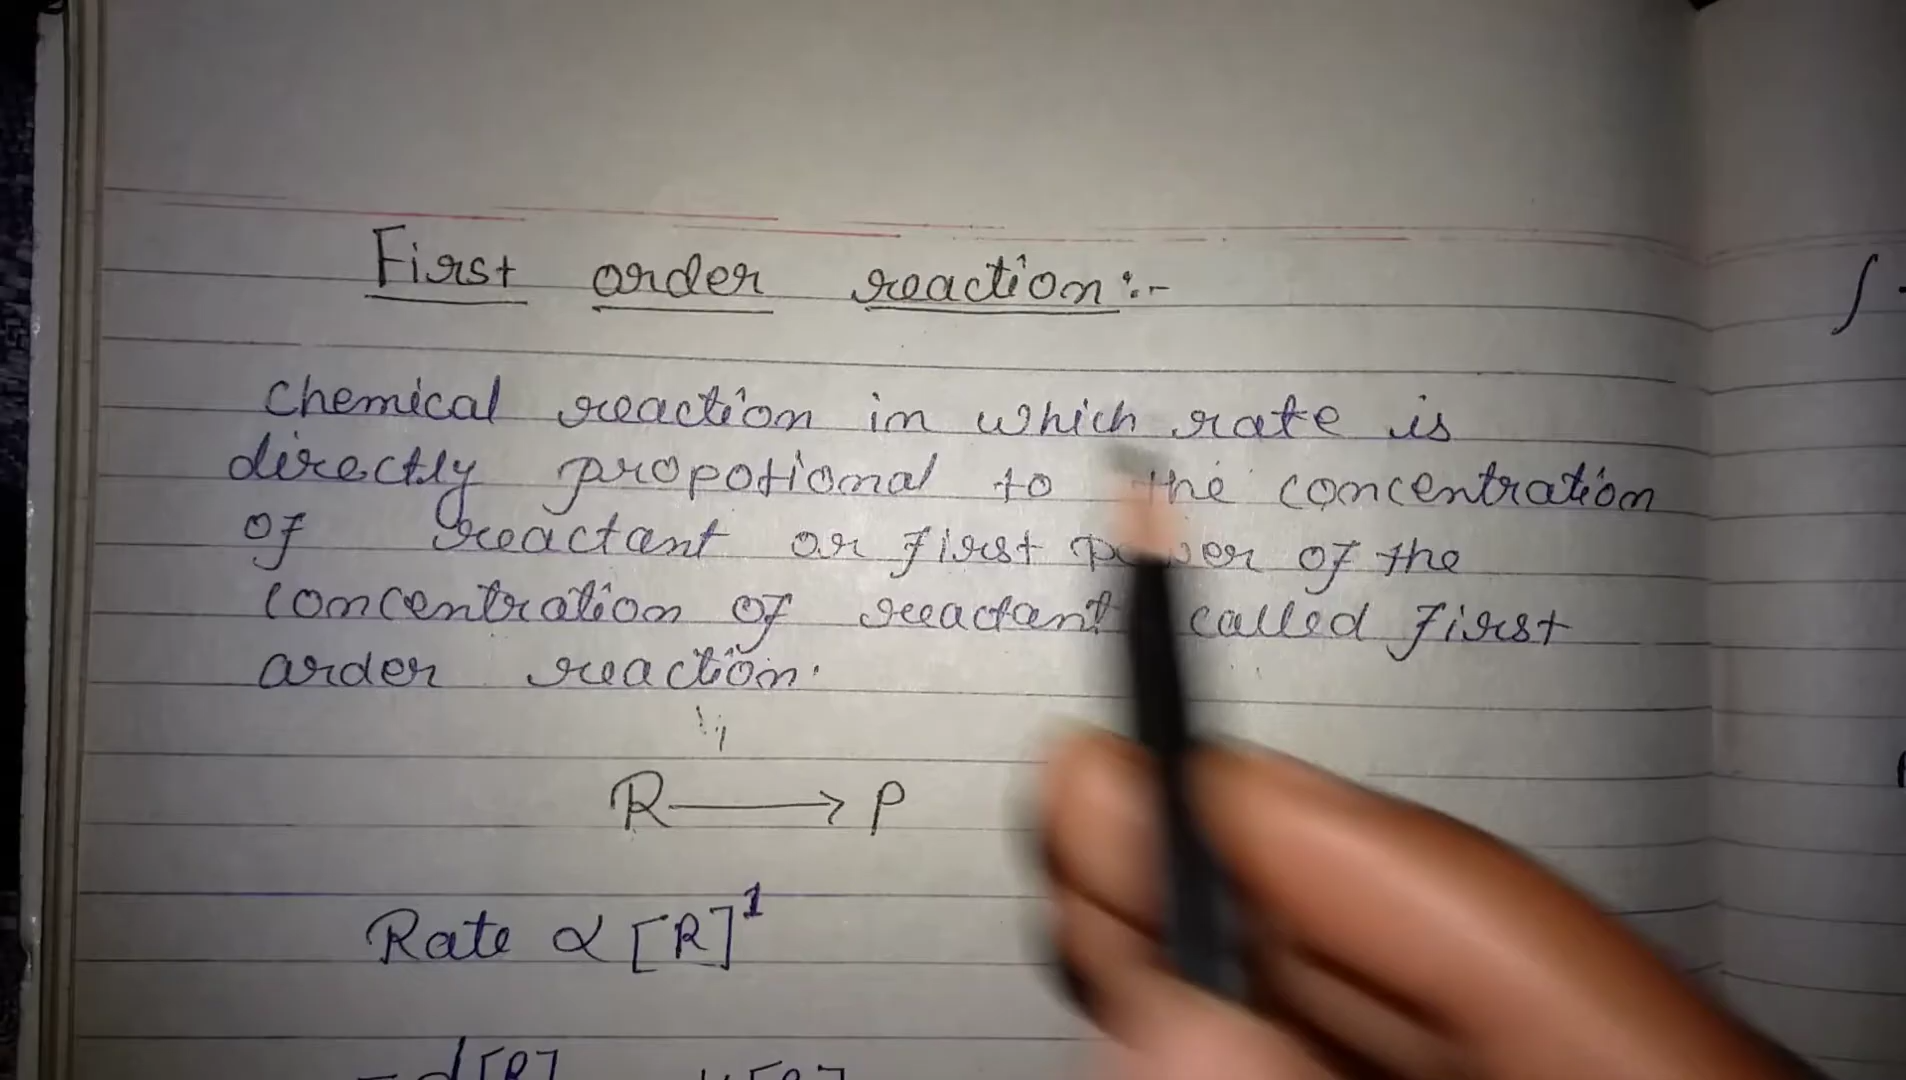 First order reaction:-
chemical reaction in which rate is
directly propotional to the concentration
of reactant or first power of the
concentration of reactant called first
order reaction.
R → P
Rate ∝ [R]¹
-d[R] k[R]
∫